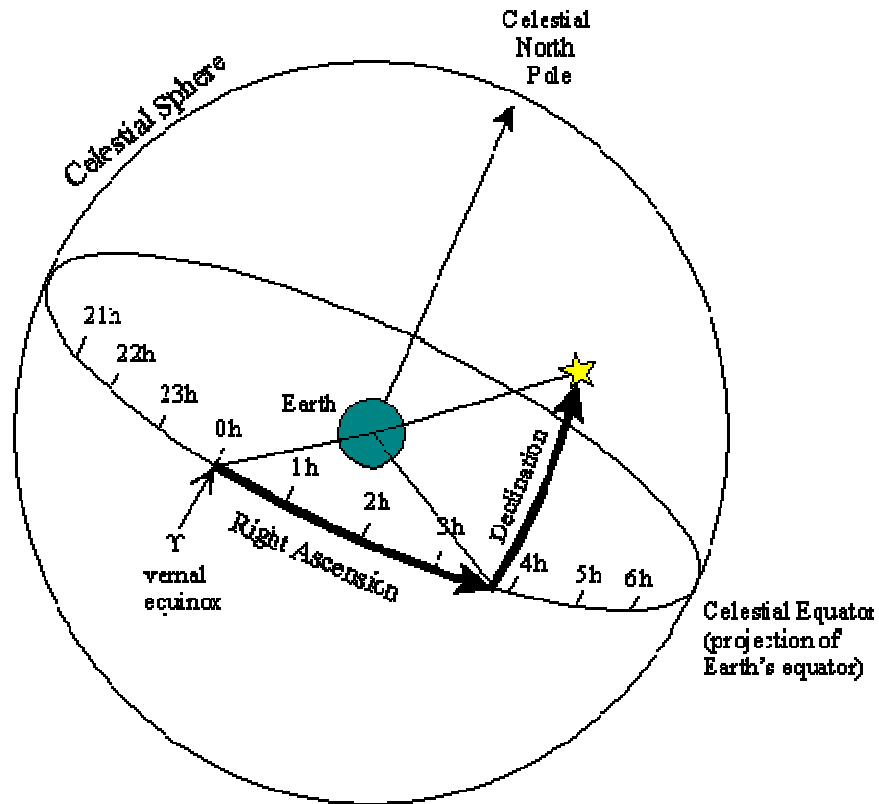 Celestial
North
Pole
Celestial Sphere
21h
22h
23h
0h
Earth
1h
2h
3h
4h
5h
6h
Declination
Right Ascension
♈
vernal
equinox
Celestial Equator
(projection of
Earth's equator)